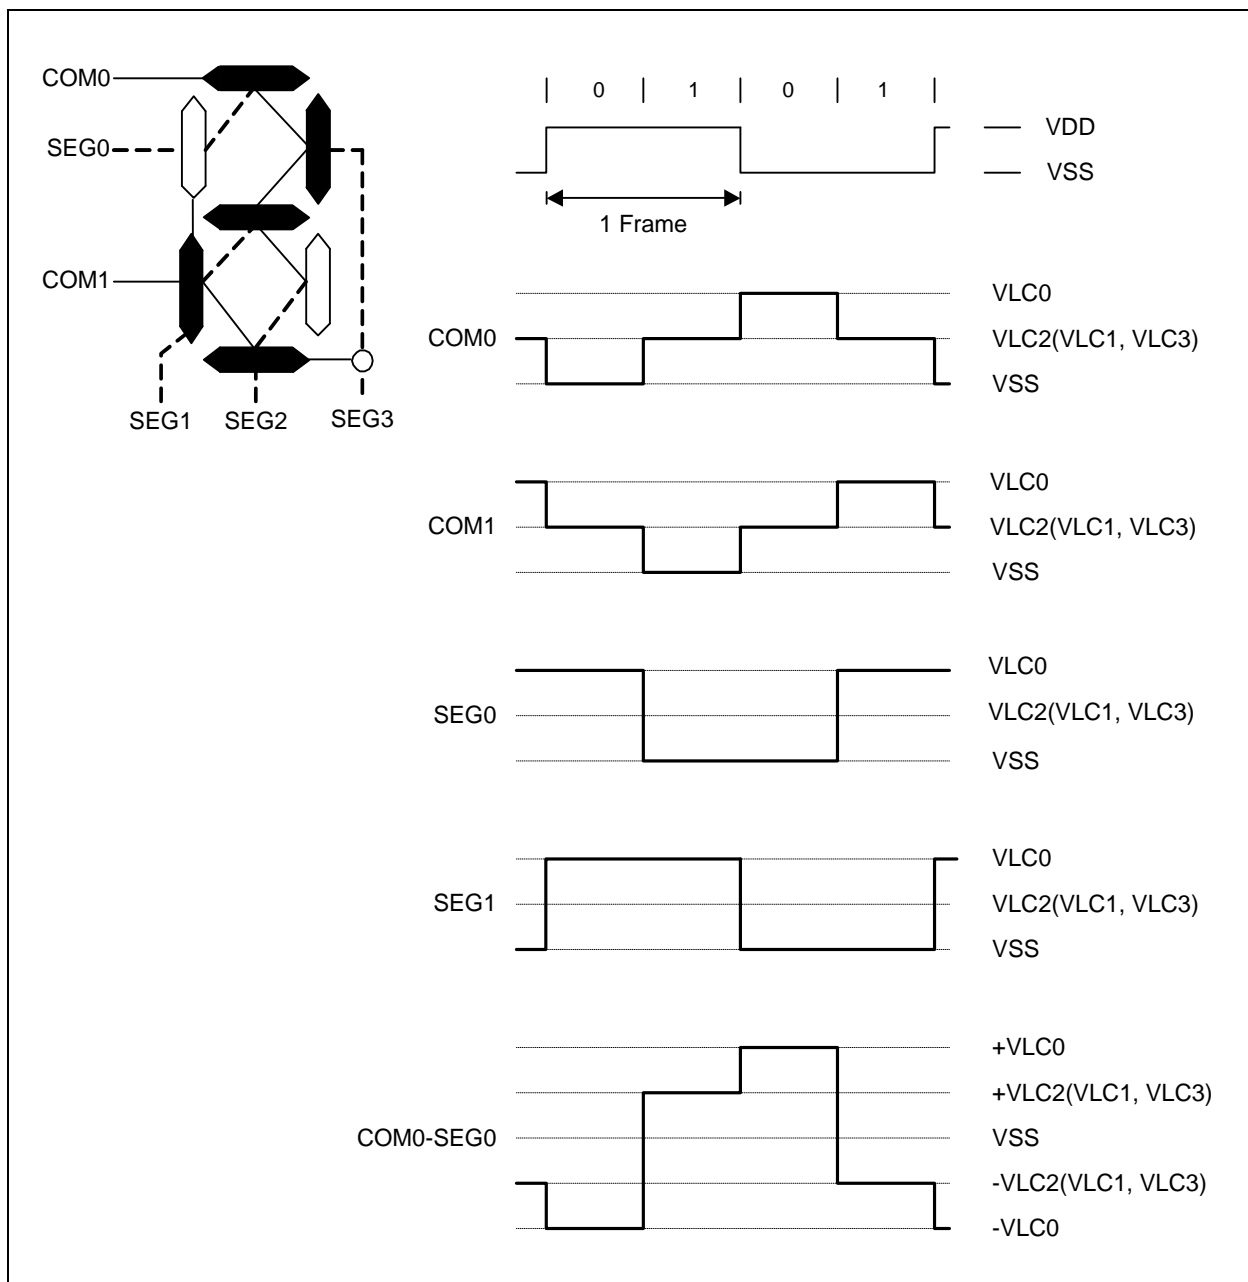 COM0
SEG0
COM1
SEG1 SEG2 SEG3
0 1 0 1
VDD
VSS
1 Frame
COM0
VLC0
VLC2(VLC1, VLC3)
VSS
COM1
VLC0
VLC2(VLC1, VLC3)
VSS
SEG0
VLC0
VLC2(VLC1, VLC3)
VSS
SEG1
VLC0
VLC2(VLC1, VLC3)
VSS
COM0-SEG0
+VLC0
+VLC2(VLC1, VLC3)
VSS
-VLC2(VLC1, VLC3)
-VLC0